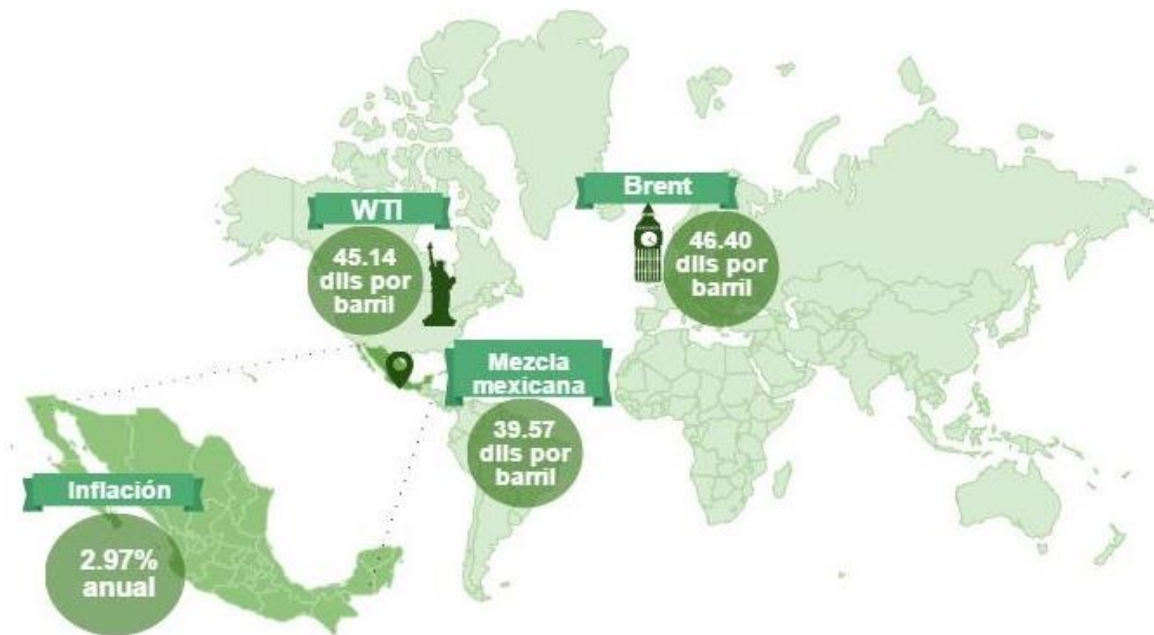 Brent
WTI
46.40
dlls por
barril
45.14
dlls por
barril
Mezcla
mexicana
39.57
dlls por
barril
Inflación
2.97%
anual